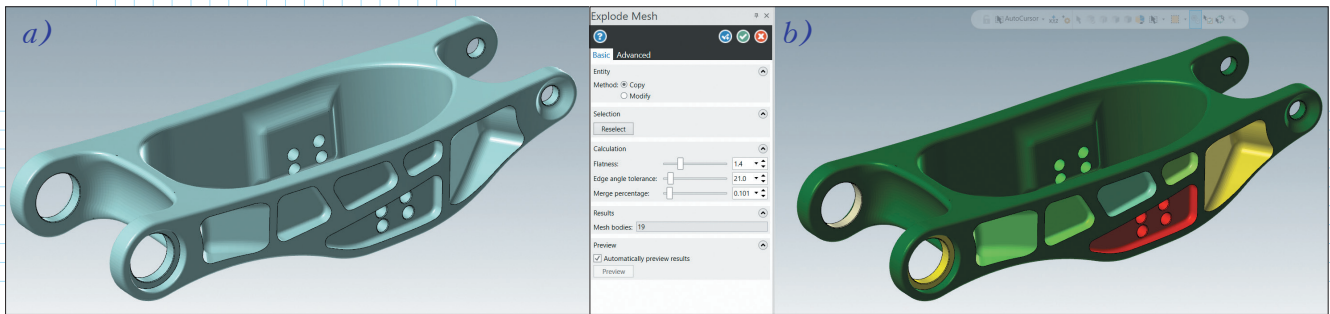 a)
Explode Mesh
Basic Advanced
Entity
Method: Copy
Modify
Selection
Reselect
Calculation
Flatness: 1.4
Edge angle tolerance: 21.0
Merge percentage: 0.101
Results
Mesh bodies: 19
Preview
Automatically preview results
Preview
b)
AutoCursor